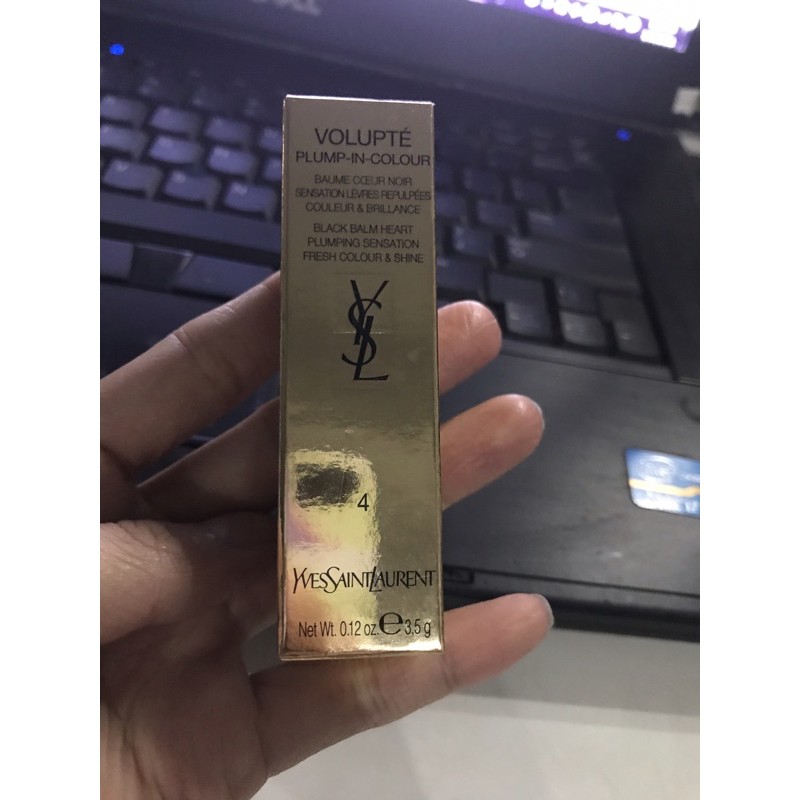 VOLUPTÉ
PLUMP-IN-COLOUR
BAUME CŒUR NOIR
SENSATION LÈVRES REPULPÉES
COULEUR & BRILLANCE
BLACK BALM HEART
PLUMPING SENSATION
FRESH COLOUR & SHINE
YSL
4
YVESSAINTLAURENT
Net Wt. 0.12 oz. ℮ 3.5 g